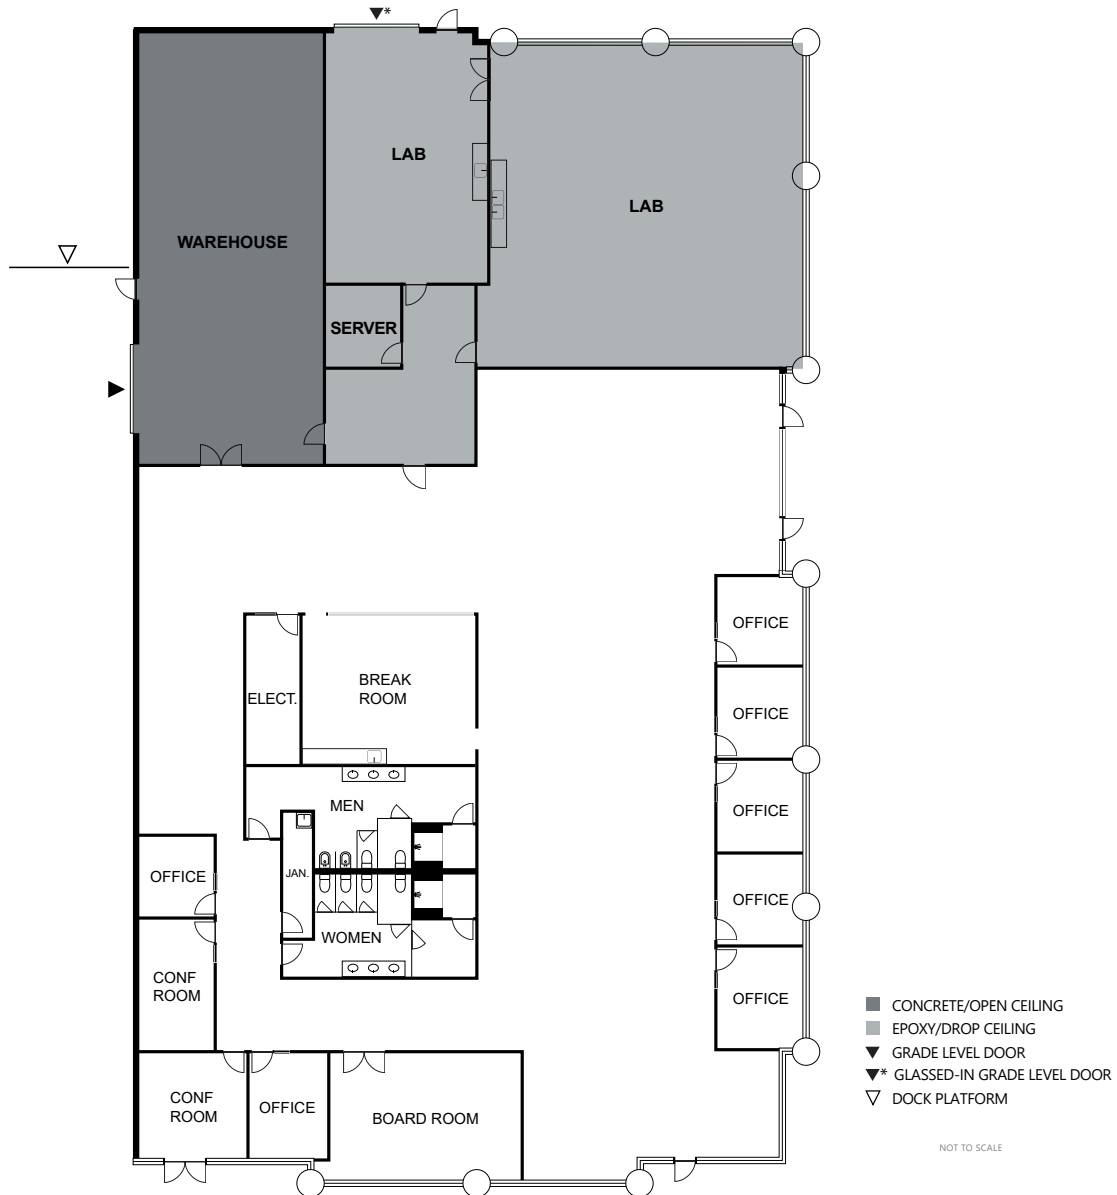 *
LAB
LAB
WAREHOUSE
SERVER
OFFICE
BREAK
ROOM
ELECT.
OFFICE
MEN
OFFICE
JAN.
OFFICE
OFFICE
WOMEN
CONF
ROOM
OFFICE
CONF
ROOM
OFFICE
BOARD ROOM
CONCRETE/OPEN CEILING
EPOXY/DROP CEILING
GRADE LEVEL DOOR
* GLASSED-IN GRADE LEVEL DOOR
DOCK PLATFORM
NOT TO SCALE